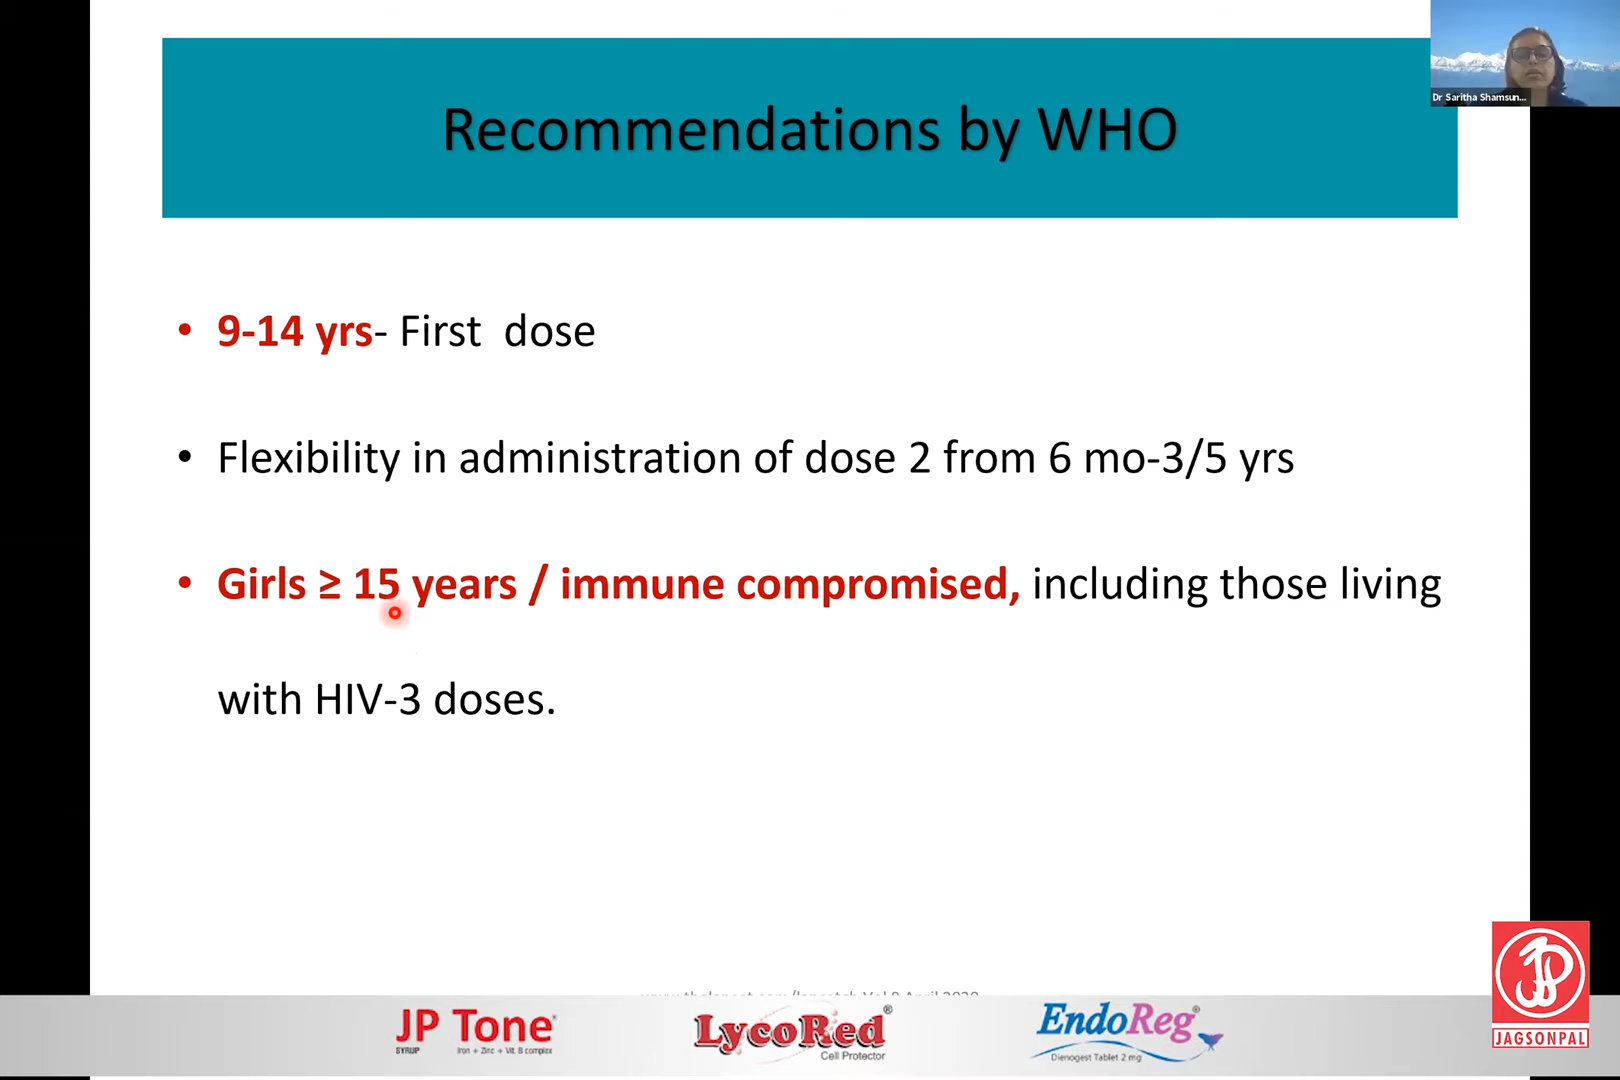 Dr Saritha Shamsun...
Recommendations by WHO
• 9-14 yrs- First dose
• Flexibility in administration of dose 2 from 6 mo-3/5 yrs
• Girls ≥ 15 years / immune compromised, including those living
with HIV-3 doses.
JP Tone
SYRUP Iron + Zinc + Vit. B complex
LycoRed®
Cell Protector
EndoReg®
Dienogest Tablet 2 mg
JAGSONPAL